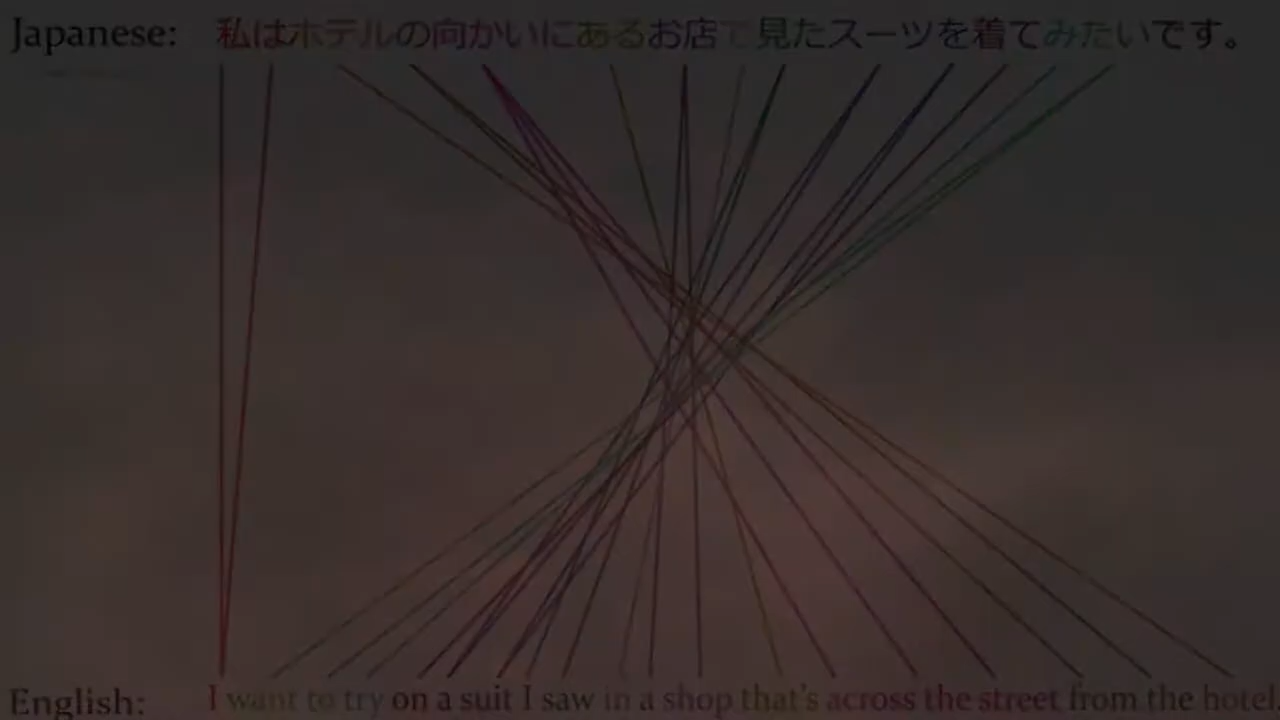 Japanese: 私はホテルの向かいにあるお店で見たスーツを着てみたいです。
English: I want to try on a suit I saw in a shop that's across the street from the hotel